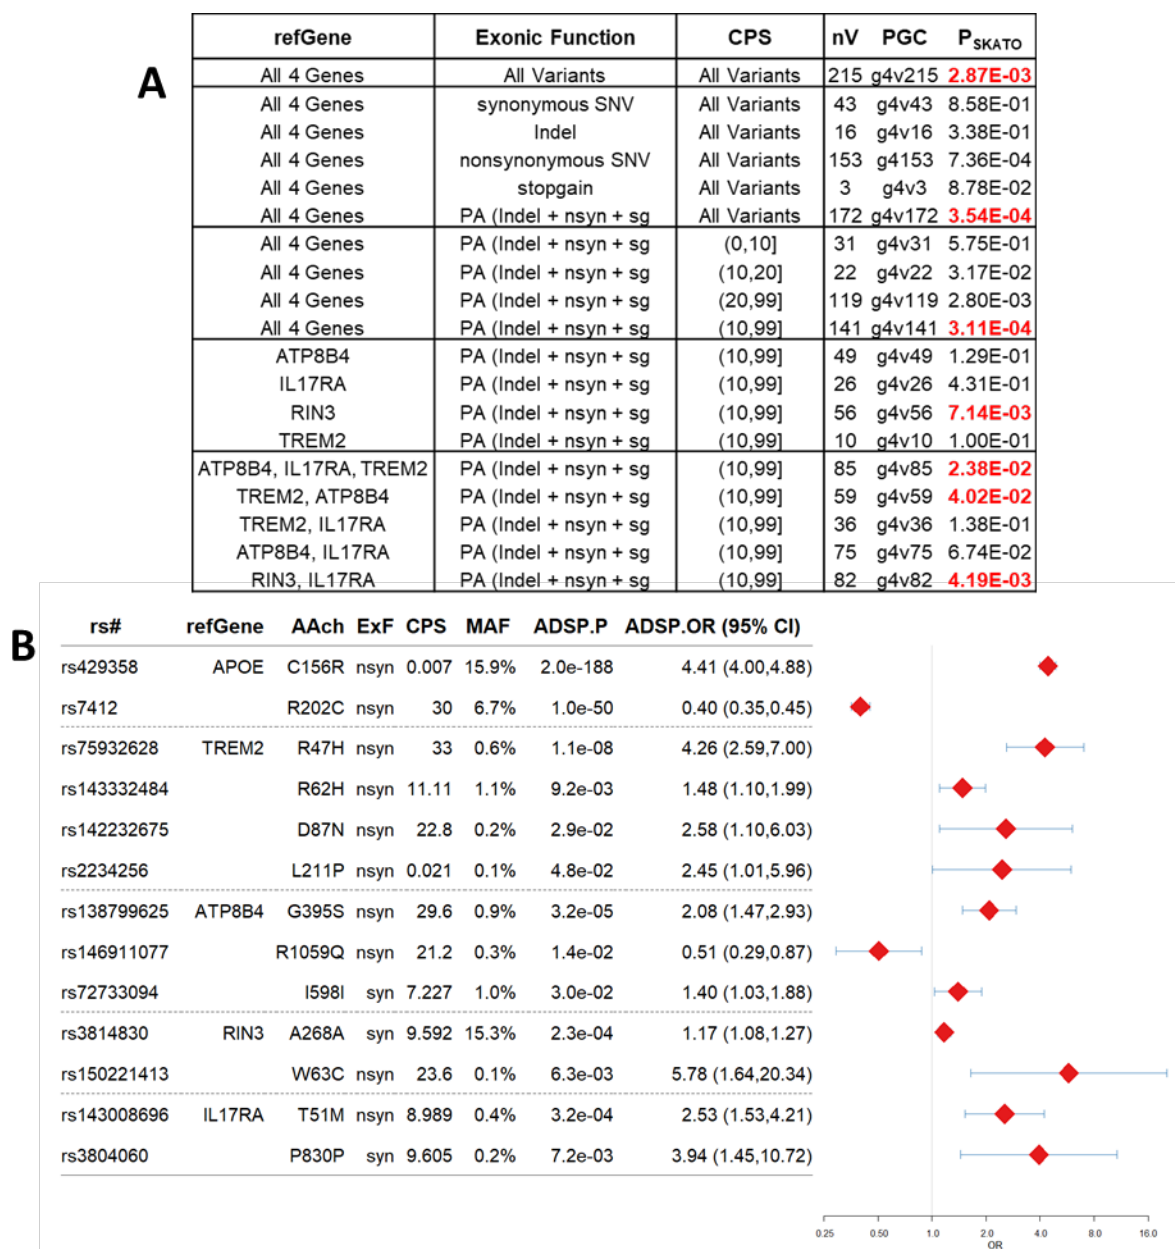 A
refGene Exonic Function CPS nV PGC P_SKATO
All 4 Genes All Variants All Variants 215 g4v215 2.87E-03
All 4 Genes synonymous SNV All Variants 43 g4v43 8.58E-01
All 4 Genes Indel All Variants 16 g4v16 3.38E-01
All 4 Genes nonsynonymous SNV All Variants 153 g4153 7.36E-04
All 4 Genes stopgain All Variants 3 g4v3 8.78E-02
All 4 Genes PA (Indel + nsyn + sg All Variants 172 g4v172 3.54E-04
All 4 Genes PA (Indel + nsyn + sg (0,10] 31 g4v31 5.75E-01
All 4 Genes PA (Indel + nsyn + sg (10,20] 22 g4v22 3.17E-02
All 4 Genes PA (Indel + nsyn + sg (20,99] 119 g4v119 2.80E-03
All 4 Genes PA (Indel + nsyn + sg (10,99] 141 g4v141 3.11E-04
ATP8B4 PA (Indel + nsyn + sg (10,99] 49 g4v49 1.29E-01
IL17RA PA (Indel + nsyn + sg (10,99] 26 g4v26 4.31E-01
RIN3 PA (Indel + nsyn + sg (10,99] 56 g4v56 7.14E-03
TREM2 PA (Indel + nsyn + sg (10,99] 10 g4v10 1.00E-01
ATP8B4, IL17RA, TREM2 PA (Indel + nsyn + sg (10,99] 85 g4v85 2.38E-02
TREM2, ATP8B4 PA (Indel + nsyn + sg (10,99] 59 g4v59 4.02E-02
TREM2, IL17RA PA (Indel + nsyn + sg (10,99] 36 g4v36 1.38E-01
ATP8B4, IL17RA PA (Indel + nsyn + sg (10,99] 75 g4v75 6.74E-02
RIN3, IL17RA PA (Indel + nsyn + sg (10,99] 82 g4v82 4.19E-03
B
rs# refGene AAch ExF CPS MAF ADSP.P ADSP.OR (95% CI)
rs429358 APOE C156R nsyn 0.007 15.9% 2.0e-188 4.41 (4.00,4.88)
rs7412 R202C nsyn 30 6.7% 1.0e-50 0.40 (0.35,0.45)
rs75932628 TREM2 R47H nsyn 33 0.6% 1.1e-08 4.26 (2.59,7.00)
rs143332484 R62H nsyn 11.11 1.1% 9.2e-03 1.48 (1.10,1.99)
rs142232675 D87N nsyn 22.8 0.2% 2.9e-02 2.58 (1.10,6.03)
rs2234256 L211P nsyn 0.021 0.1% 4.8e-02 2.45 (1.01,5.96)
rs138799625 ATP8B4 G395S nsyn 29.6 0.9% 3.2e-05 2.08 (1.47,2.93)
rs146911077 R1059Q nsyn 21.2 0.3% 1.4e-02 0.51 (0.29,0.87)
rs72733094 I598I syn 7.227 1.0% 3.0e-02 1.40 (1.03,1.88)
rs3814830 RIN3 A268A syn 9.592 15.3% 2.3e-04 1.17 (1.08,1.27)
rs150221413 W63C nsyn 23.6 0.1% 6.3e-03 5.78 (1.64,20.34)
rs143008696 IL17RA T51M nsyn 8.989 0.4% 3.2e-04 2.53 (1.53,4.21)
rs3804060 P830P syn 9.605 0.2% 7.2e-03 3.94 (1.45,10.72)
0.25 0.50 1.0 2.0 4.0 8.0 16.0
OR